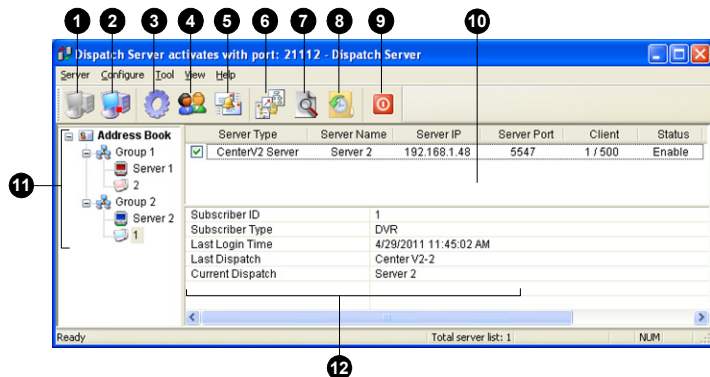 1 2 3 4 5 6 7 8 9 10
Dispatch Server activates with port: 21112 - Dispatch Server
Server Configure Tool View Help
Address Book
Group 1
Server 1
2
Group 2
Server 2
1
11
Server Type Server Name Server IP Server Port Client Status
CenterV2 Server Server 2 192.168.1.48 5547 1 / 500 Enable
Subscriber ID 1
Subscriber Type DVR
Last Login Time 4/29/2011 11:45:02 AM
Last Dispatch Center V2-2
Current Dispatch Server 2
Ready Total server list: 1 NUM
12